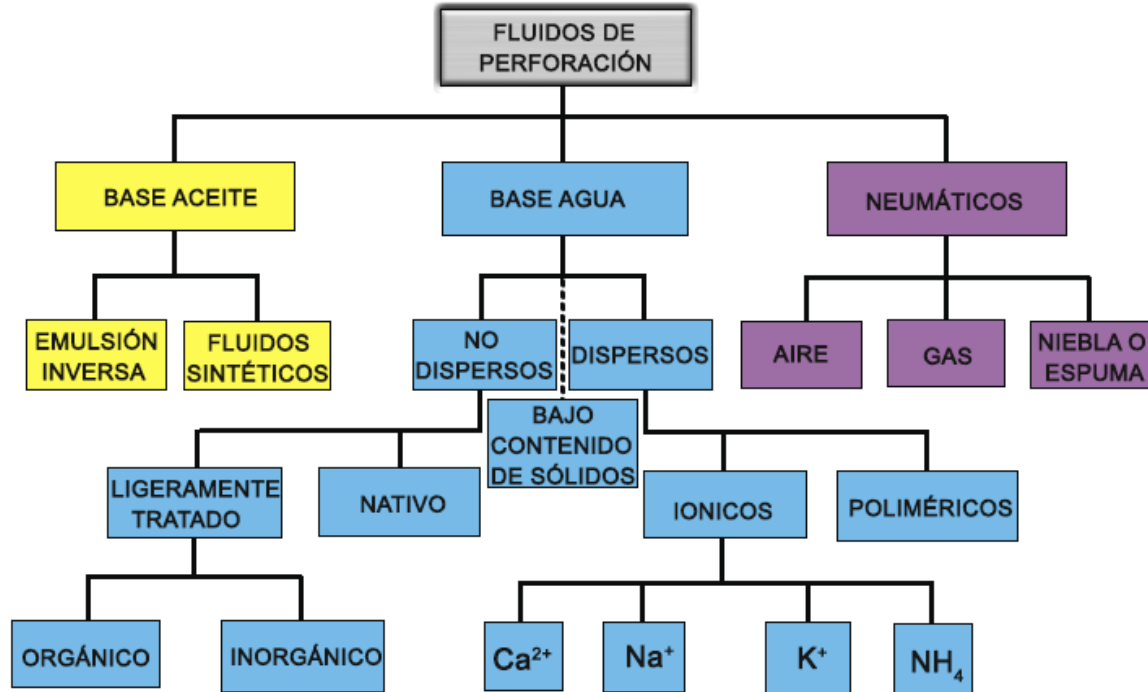 FLUIDOS DE
PERFORACIÓN
BASE ACEITE
BASE AGUA
NEUMÁTICOS
EMULSIÓN
INVERSA
FLUIDOS
SINTÉTICOS
NO
DISPERSOS
DISPERSOS
AIRE
GAS
NIEBLA O
ESPUMA
BAJO
CONTENIDO
DE SÓLIDOS
LIGERAMENTE
TRATADO
NATIVO
IONICOS
POLIMÉRICOS
ORGÁNICO
INORGÁNICO
Ca²⁺
Na⁺
K⁺
NH₄